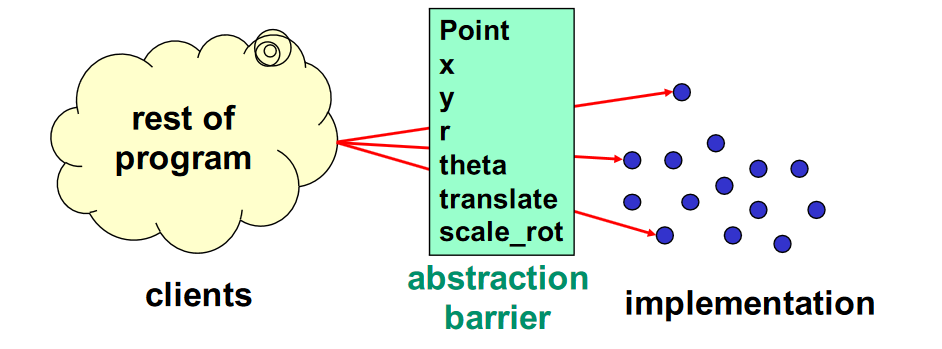 rest of
program
clients
Point
x
y
r
theta
translate
scale_rot
abstraction
barrier
implementation